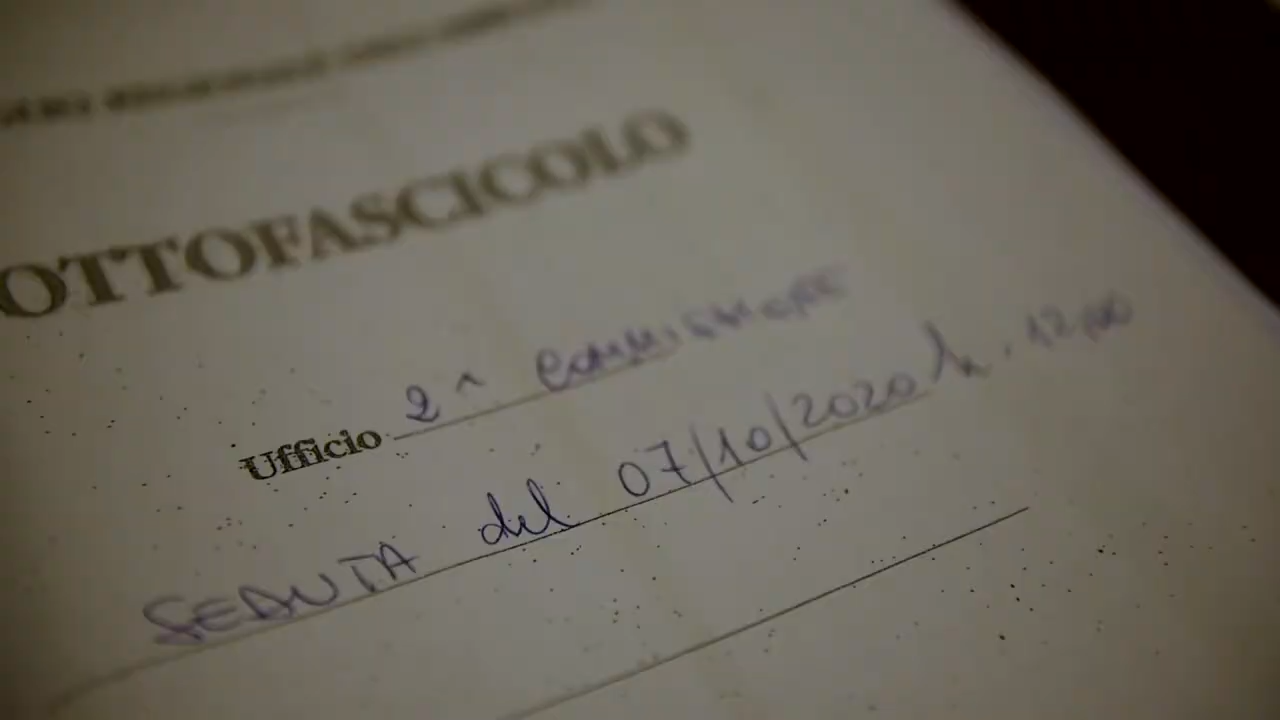 OTTOFASCICOLO
Ufficio 2^ COMMISSIONE
SEDUTA del 07/10/2020 h. 12,00